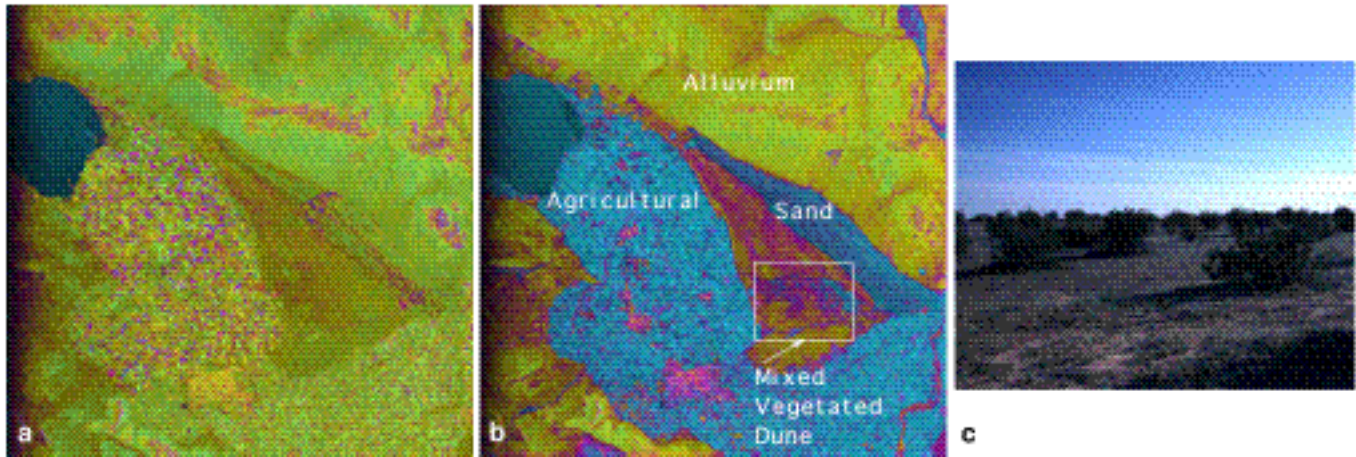 Alluvium
Agricultural
Sand
Mixed
Vegetated
Dune
a
b
c